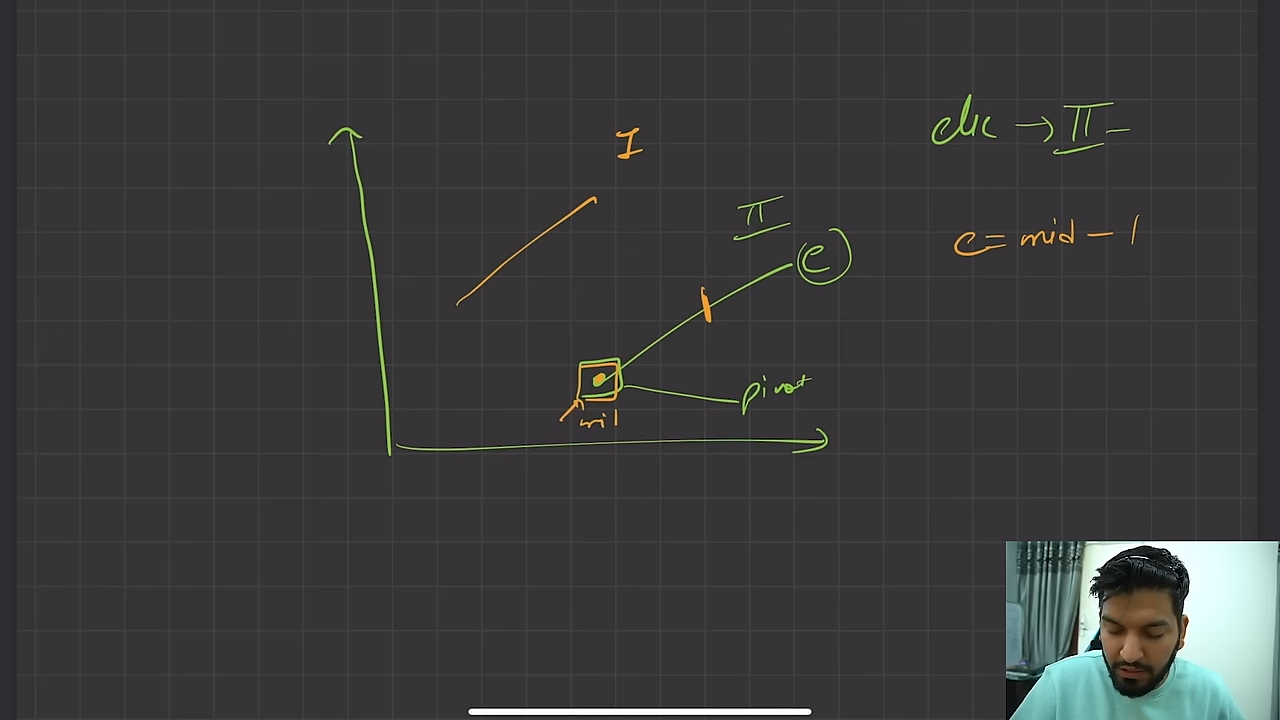 I
else → II
II
e
e = mid - 1
pivot
mid